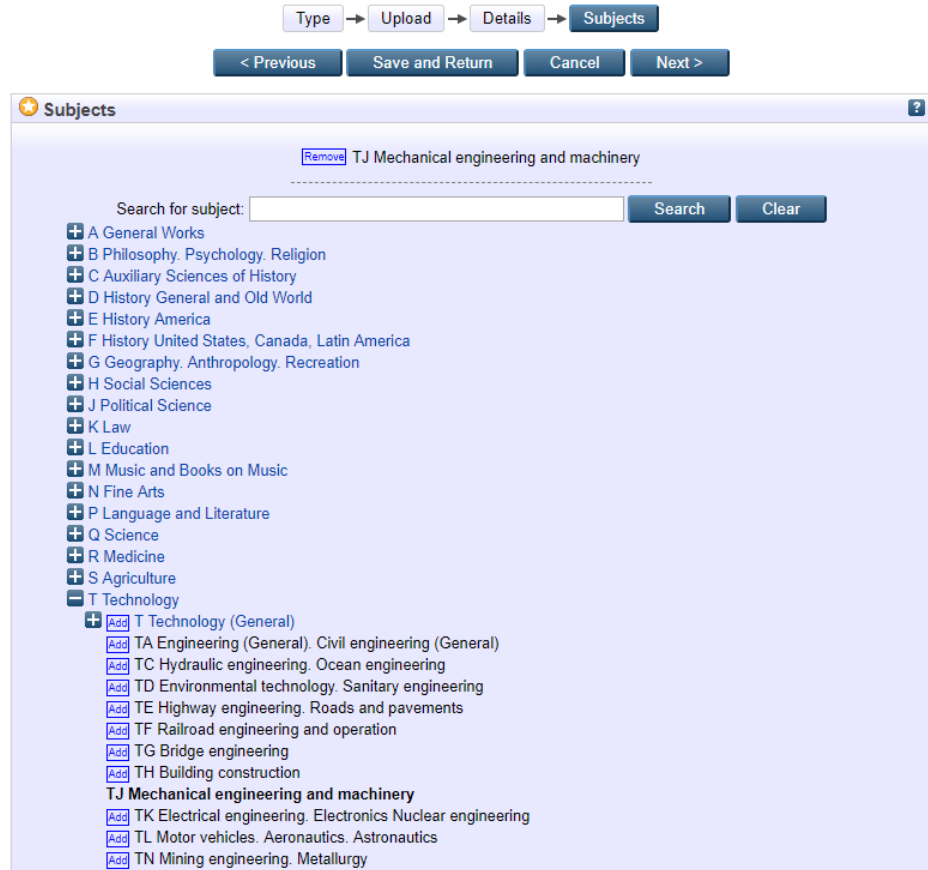 Type Upload Details Subjects
< Previous Save and Return Cancel Next >
Subjects ?
Remove TJ Mechanical engineering and machinery
Search for subject: Search Clear
A General Works
B Philosophy. Psychology. Religion
C Auxiliary Sciences of History
D History General and Old World
E History America
F History United States, Canada, Latin America
G Geography. Anthropology. Recreation
H Social Sciences
J Political Science
K Law
L Education
M Music and Books on Music
N Fine Arts
P Language and Literature
Q Science
R Medicine
S Agriculture
T Technology
Add T Technology (General)
Add TA Engineering (General). Civil engineering (General)
Add TC Hydraulic engineering. Ocean engineering
Add TD Environmental technology. Sanitary engineering
Add TE Highway engineering. Roads and pavements
Add TF Railroad engineering and operation
Add TG Bridge engineering
Add TH Building construction
TJ Mechanical engineering and machinery
Add TK Electrical engineering. Electronics Nuclear engineering
Add TL Motor vehicles. Aeronautics. Astronautics
Add TN Mining engineering. Metallurgy